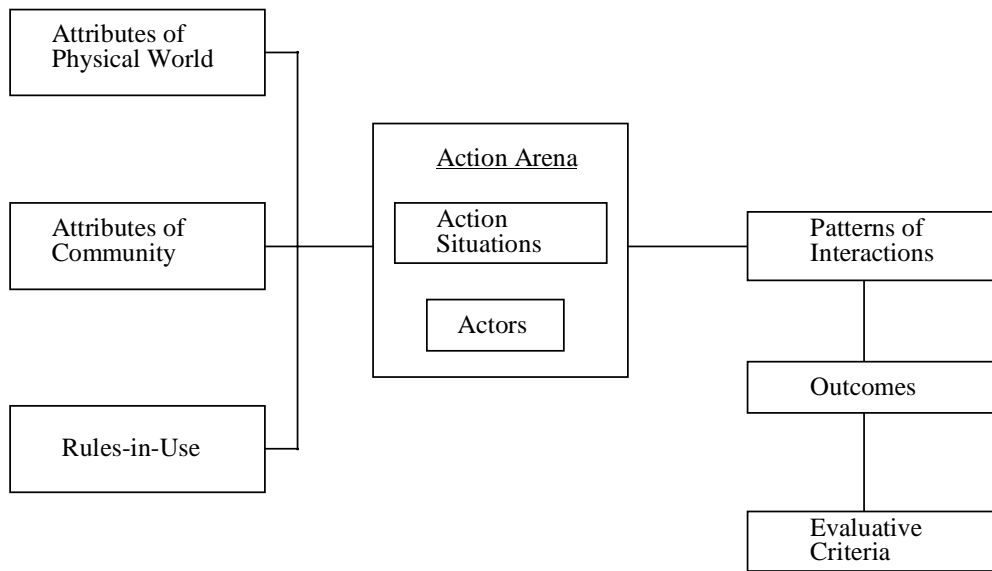 Attributes of
Physical World
Attributes of
Community
Rules-in-Use
Action Arena
Action
Situations
Actors
Patterns of
Interactions
Outcomes
Evaluative
Criteria